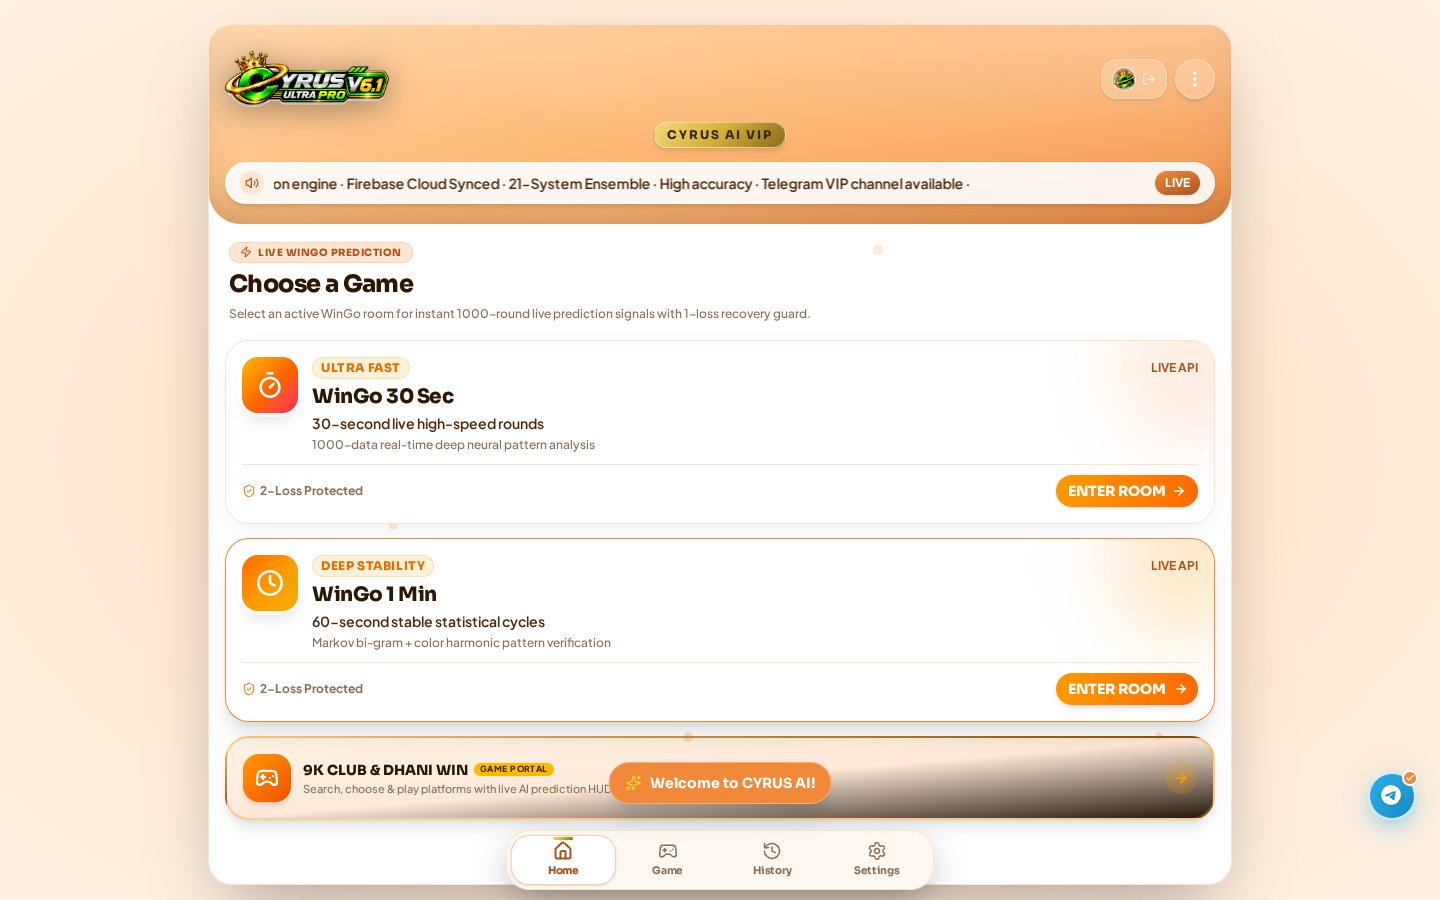 CYRUS V6.1
ULTRA PRO
CYRUS AI VIP
on engine · Firebase Cloud Synced · 21-System Ensemble · High accuracy · Telegram VIP channel available ·
LIVE
LIVE WINGO PREDICTION
Choose a Game
Select an active WinGo room for instant 1000-round live prediction signals with 1-loss recovery guard.
ULTRA FAST
LIVE API
WinGo 30 Sec
30-second live high-speed rounds
1000-data real-time deep neural pattern analysis
2-Loss Protected
ENTER ROOM
DEEP STABILITY
LIVE API
WinGo 1 Min
60-second stable statistical cycles
Markov bi-gram + color harmonic pattern verification
2-Loss Protected
ENTER ROOM
9K CLUB & DHANI WIN
GAME PORTAL
Search, choose & play platforms with live AI prediction HUD
Welcome to CYRUS AI!
Home
Game
History
Settings